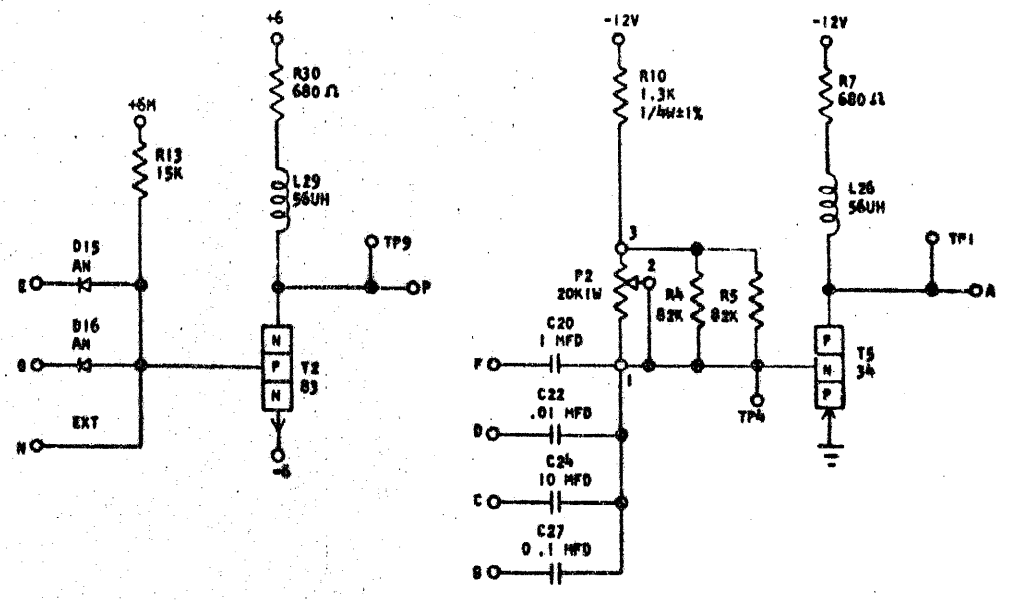 +6
R30
680 Ω
+6M
R13
15K
L29
56UH
TP9
D15
AN
E
P
D16
AN
G
N
P
N
T2
83
EXT
N
-6
-12V
R10
1.3K
1/4W±1%
-12V
R7
680 Ω
L26
56UH
TP1
3
P2
20K1W
2
R4
82K
R5
82K
A
C20
1 MFD
F
1
P
N
P
T5
34
TP4
C22
.01 MFD
D
C24
10 MFD
C
C27
0.1 MFD
B